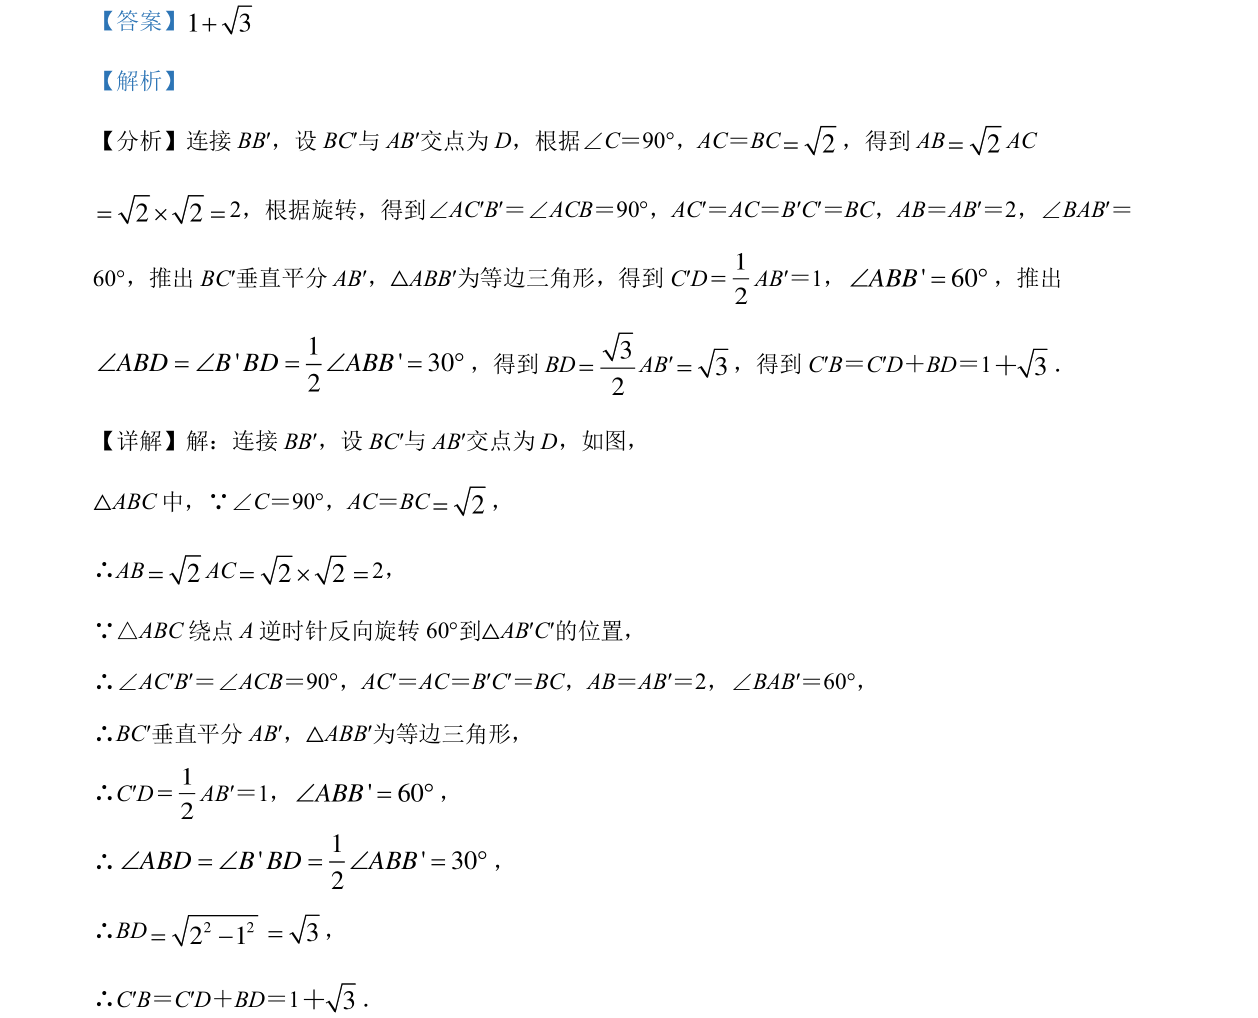 【答案】1+√3
【解析】
【分析】连接 BB′，设 BC′与 AB′交点为 D，根据∠C＝90°，AC＝BC＝√2，得到 AB＝√2 AC
＝√2×√2＝2，根据旋转，得到∠AC′B′＝∠ACB＝90°，AC′＝AC＝B′C′＝BC，AB＝AB′＝2，∠BAB′＝
60°，推出 BC′垂直平分 AB′，△ABB′为等边三角形，得到 C′D＝1/2 AB′＝1，∠ABB'＝60°，推出
∠ABD＝∠B'BD＝1/2∠ABB'＝30°，得到 BD＝√3/2 AB′＝√3，得到 C′B＝C′D＋BD＝1＋√3．
【详解】解：连接 BB′，设 BC′与 AB′交点为 D，如图，
△ABC 中，∵∠C＝90°，AC＝BC＝√2，
∴AB＝√2 AC＝√2×√2＝2，
∵△ABC 绕点 A 逆时针反向旋转 60°到△AB′C′的位置，
∴∠AC′B′＝∠ACB＝90°，AC′＝AC＝B′C′＝BC，AB＝AB′＝2，∠BAB′＝60°，
∴BC′垂直平分 AB′，△ABB′为等边三角形，
∴C′D＝1/2 AB′＝1，∠ABB'＝60°，
∴∠ABD＝∠B'BD＝1/2∠ABB'＝30°，
∴BD＝√(2²−1²)＝√3，
∴C′B＝C′D＋BD＝1＋√3．